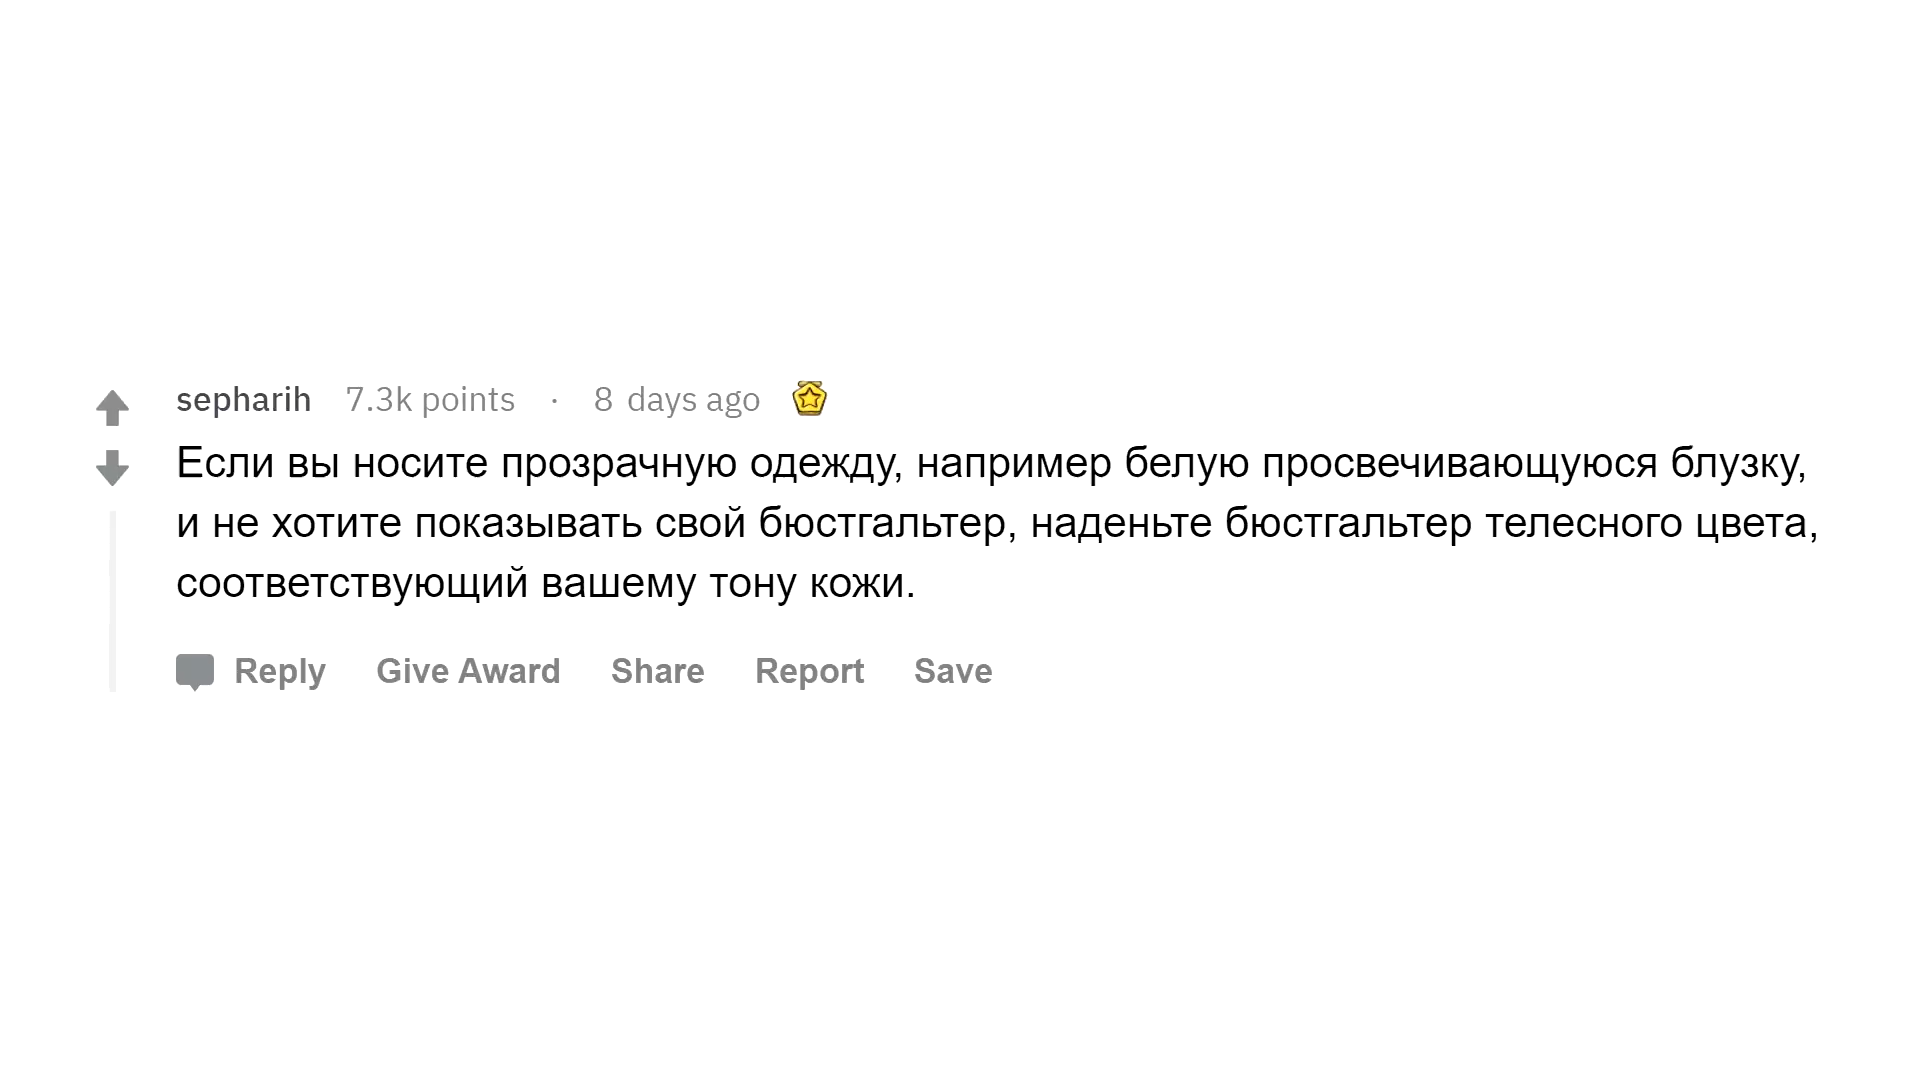 sepharih 7.3k points · 8 days ago
Если вы носите прозрачную одежду, например белую просвечивающуюся блузку,
и не хотите показывать свой бюстгальтер, наденьте бюстгальтер телесного цвета,
соответствующий вашему тону кожи.
Reply Give Award Share Report Save